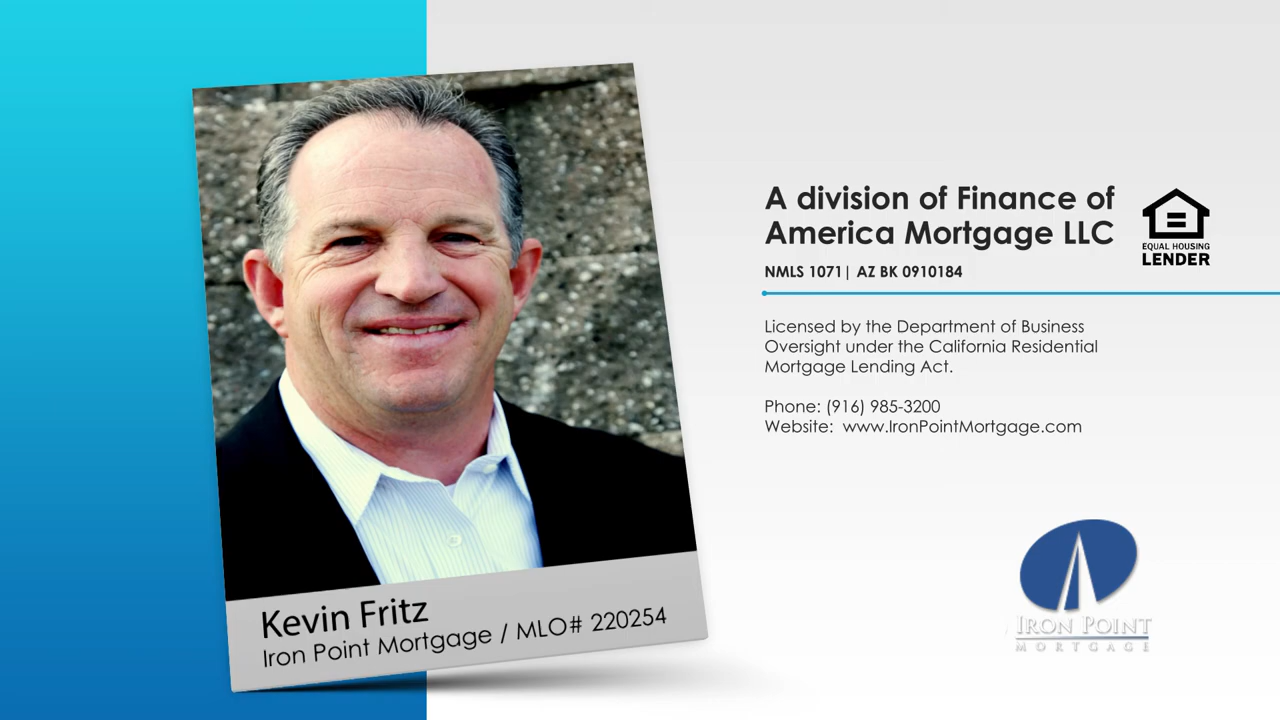 A division of Finance of
America Mortgage LLC
EQUAL HOUSING
LENDER
NMLS 1071| AZ BK 0910184
Licensed by the Department of Business
Oversight under the California Residential
Mortgage Lending Act.
Phone: (916) 985-3200
Website: www.IronPointMortgage.com
Kevin Fritz
Iron Point Mortgage / MLO# 220254
IRON POINT
MORTGAGE